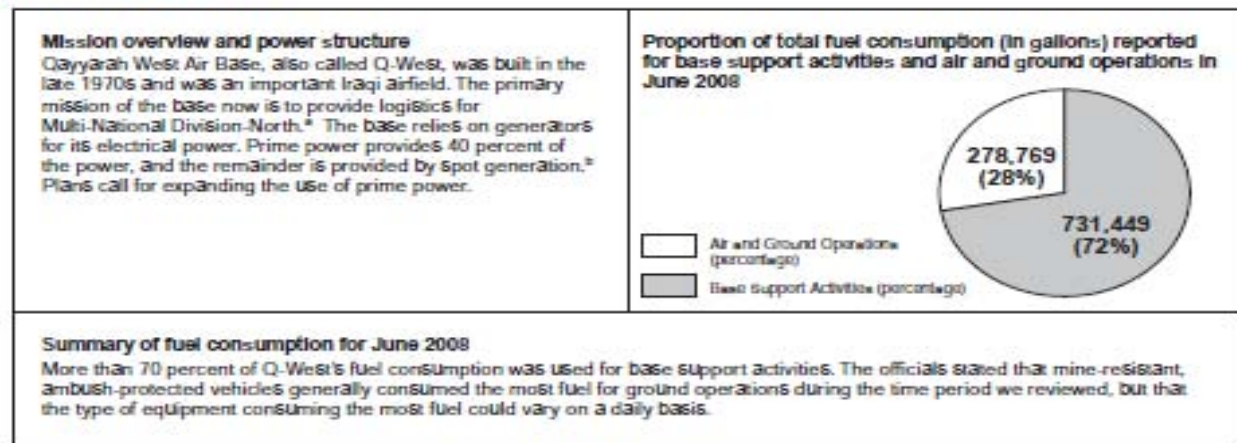 Mission overview and power structure
Qayyarah West Air Base, also called Q-West, was built in the
late 1970s and was an important Iraqi airfield. The primary
mission of the base now is to provide logistics for
Multi-National Division-North.ᵃ The base relies on generators
for its electrical power. Prime power provides 40 percent of
the power, and the remainder is provided by spot generation.ᵇ
Plans call for expanding the use of prime power.
Proportion of total fuel consumption (in gallons) reported
for base support activities and air and ground operations in
June 2008
278,769
(28%)
731,449
(72%)
Air and Ground Operations
(percentage)
Base support Activities (percentage)
Summary of fuel consumption for June 2008
More than 70 percent of Q-West's fuel consumption was used for base support activities. The officials stated that mine-resistant,
ambush-protected vehicles generally consumed the most fuel for ground operations during the time period we reviewed, but that
the type of equipment consuming the most fuel could vary on a daily basis.